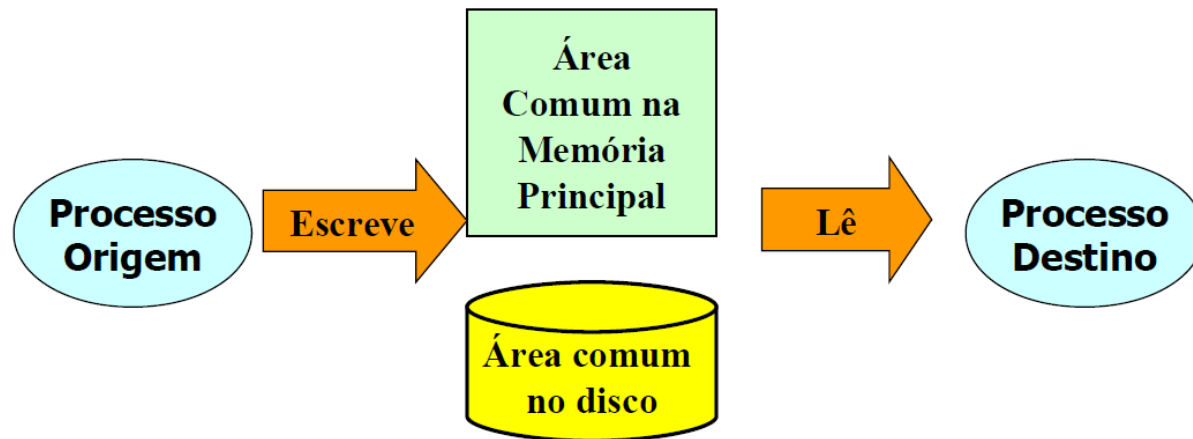 Processo
Origem
Escreve
Área
Comum na
Memória
Principal
Área comum
no disco
Lê
Processo
Destino